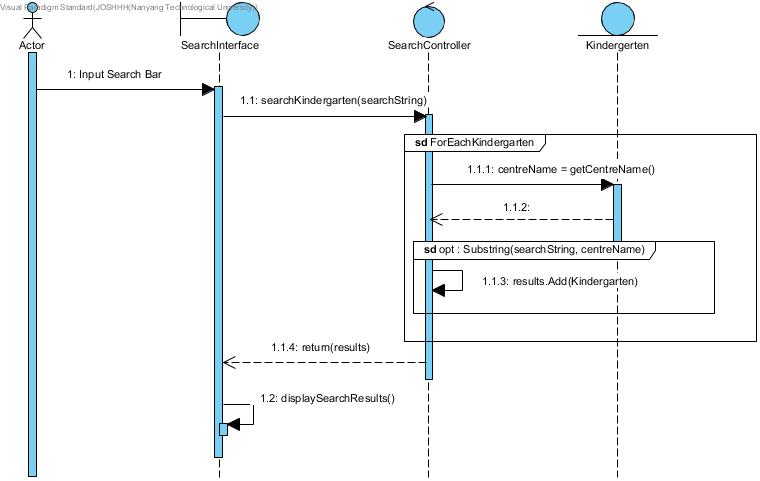 Visual Paradigm Standard(JOSHHH(Nanyang Technological University))
Actor
SearchInterface
SearchController
Kindergerten
1: Input Search Bar
1.1: searchKindergarten(searchString)
sd ForEachKindergarten
1.1.1: centreName = getCentreName()
1.1.2:
sd opt : Substring(searchString, centreName)
1.1.3: results.Add(Kindergarten)
1.1.4: return(results)
1.2: displaySearchResults()